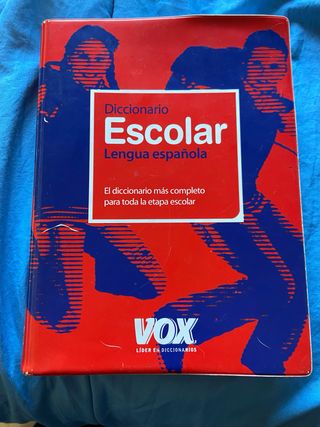 Diccionario
Escolar
Lengua española
El diccionario más completo
para toda la etapa escolar
VOX
LÍDER EN DICCIONARIOS